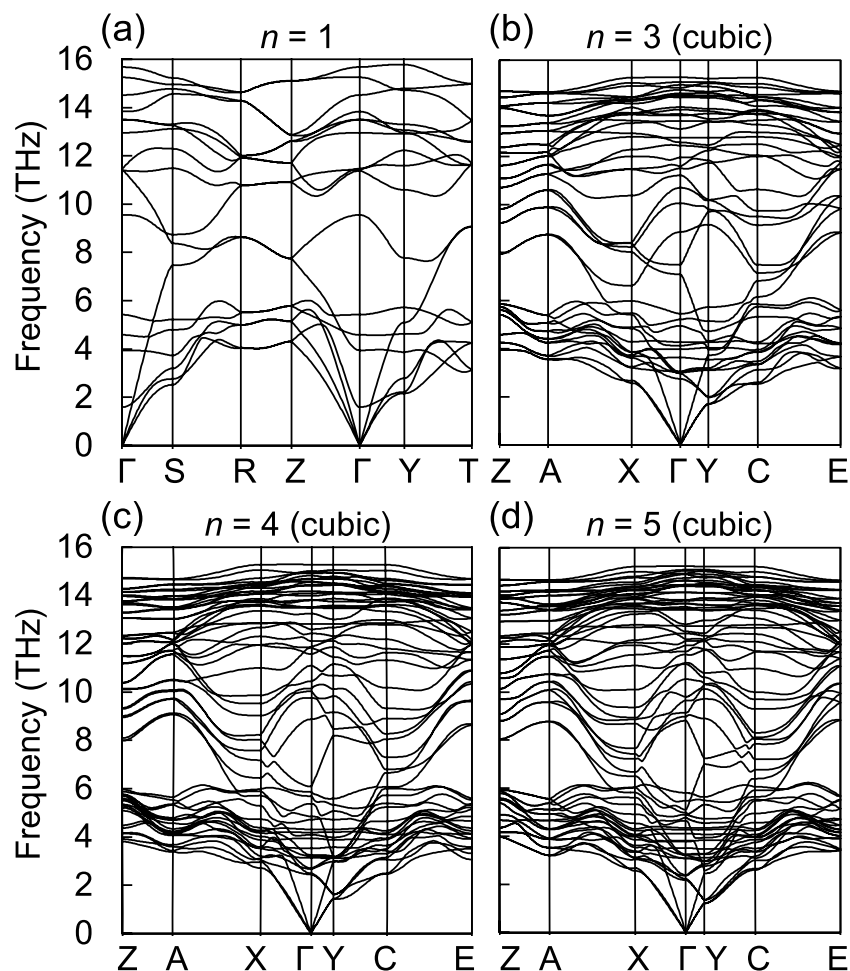 (a) n = 1
(b) n = 3 (cubic)
Frequency (THz)
16
14
12
10
8
6
4
2
0
Γ S R Z Γ Y T
Z A X Γ Y C E
(c) n = 4 (cubic)
(d) n = 5 (cubic)
Frequency (THz)
16
14
12
10
8
6
4
2
0
Z A X Γ Y C E
Z A X Γ Y C E